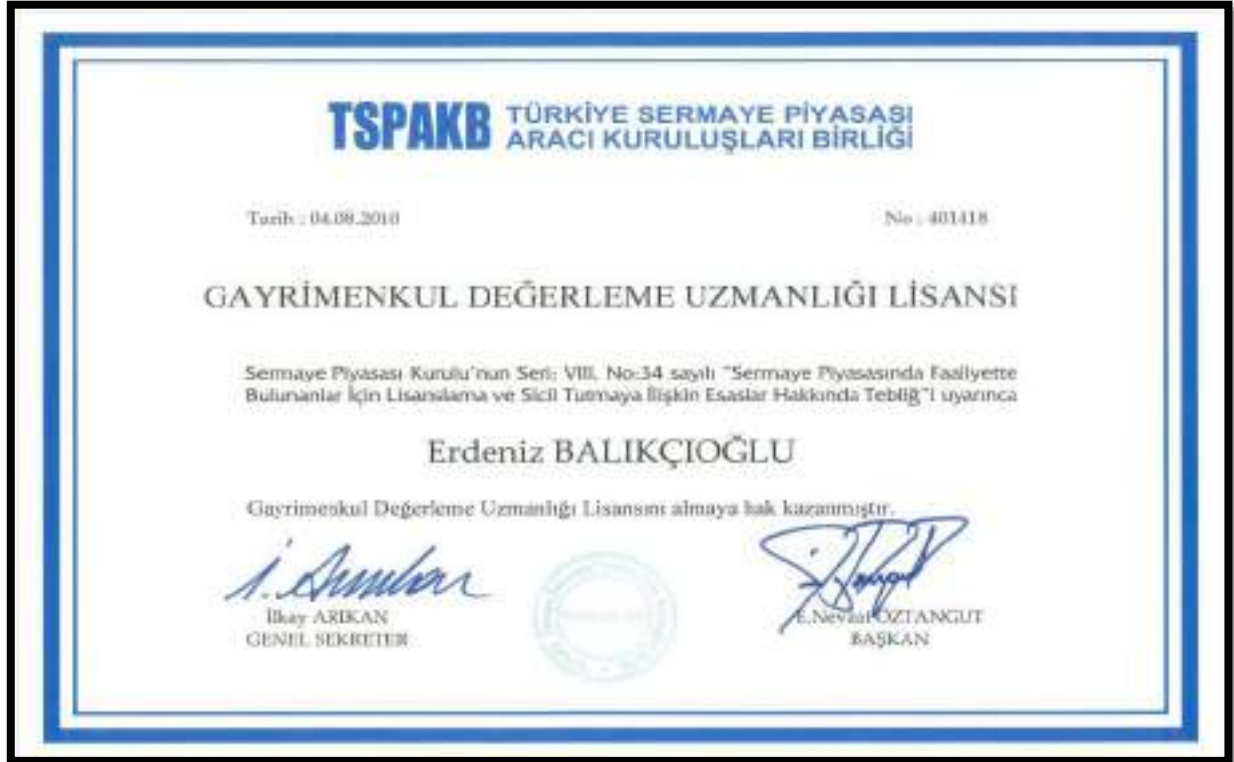 TSPAKB TÜRKİYE SERMAYE PİYASASI
ARACI KURULUŞLARI BİRLİĞİ
Tarih : 04.08.2010 No : 401418
GAYRİMENKUL DEĞERLEME UZMANLIĞI LİSANSI
Sermaye Piyasası Kurulu'nun Seri: VIII, No:34 sayılı "Sermaye Piyasasında Faaliyette
Bulunanlar İçin Lisanslama ve Sicil Tutmaya İlişkin Esaslar Hakkında Tebliğ"i uyarınca
Erdeniz BALIKÇIOĞLU
Gayrimenkul Değerleme Uzmanlığı Lisansını almaya hak kazanmıştır.
İlkay ARIKAN
GENEL SEKRETER
E.Nevzat ÖZTANGUT
BAŞKAN